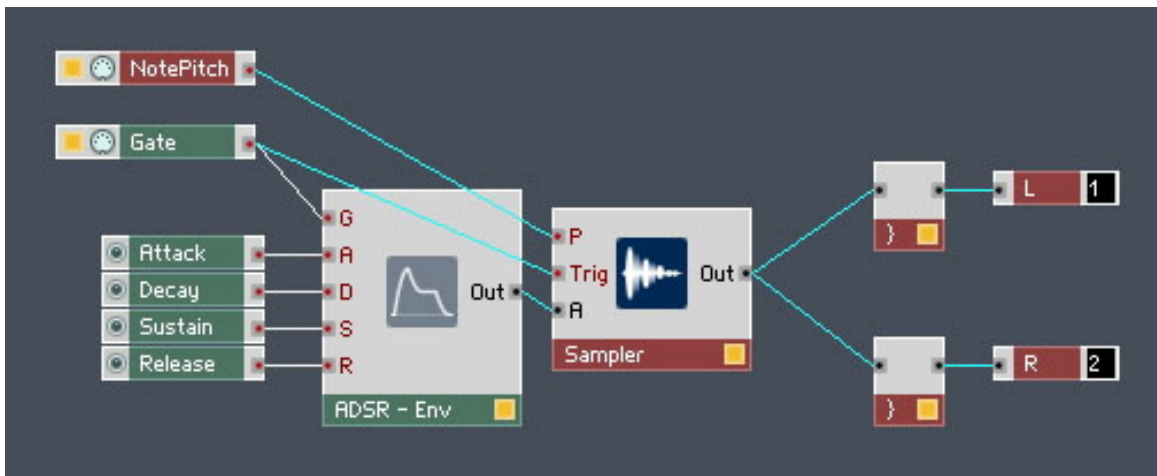 NotePitch
Gate
Attack
Decay
Sustain
Release
G
A
D
S
R
Out
ADSR - Env
P
Trig
A
Out
Sampler
}
L 1
}
R 2